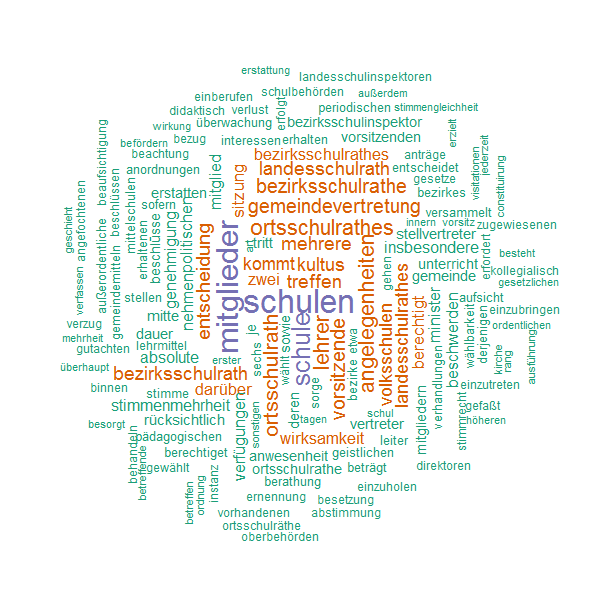 erstattung
landesschulinspektoren
einberufen
schulbehörden
außerdem
didaktisch
verlust
erfolgt
periodischen
stimmengleichheit
wirkung
überwachung
bezirksschulinspektor
befördern
bezug
interessen
erhalten
vorsitzenden
erzielt
jederzeit
beaufsichtigung
beachtung
mitglied
sitzung
bezirksschulrathes
anträge
visitationen
constituirung
anordnungen
landesschulrath
entscheidet
gesetze
mittelschulen
sofern
erstatten
bezirksschulrathe
bezirkes
angefochtenen
beschlüssen
beschlüsse
genehmigung
nehmen
politischen
gemeindevertretung
versammelt
innern
vorsitz
zugewiesenen
geschieht
außerordentliche
gemeindemitteln
erhaltenen
entscheidung
mitglieder
ortsschulrathes
stellvertreter
art
tritt
mehrere
insbesondere
erfordert
besteht
verfassen
kommt
kultus
angelegenheiten
gehen
unterricht
kollegialisch
gemeinde
gesetzlichen
stellen
zwei
treffen
landesschulrathes
aufsicht
mitte
schulen
volksschulen
minister
beschwerden
wählbarkeit
einzubringen
verzug
dauer
je
sowie
schule
lehrer
vorsitzende
etwa
berechtigt
derjenigen
ordentlichen
mehrheit
gutachten
lehrmittel
ortsschulrath
wählt
verhandlungen
ausführung
überhaupt
absolute
erster
sechs
bezirke
kirche
rang
bezirksschulrath
binnen
stimme
darüber
sorge
einzutreten
stimmenmehrheit
verfügungen
deren
schul
mitgliedern
stimmrecht
gefaßt
besorgt
rücksichtlich
sonstigen
tagen
vertreter
höheren
pädagogischen
wirksamkeit
leiter
behandeln
betreffende
berechtiget
anwesenheit
geistlichen
gewählt
instanz
ortsschulrathe
beträgt
direktoren
betreffen
ordnung
berathung
einzuholen
ernennung
besetzung
vorhandenen
abstimmung
ortsschulräthe
oberbehörden